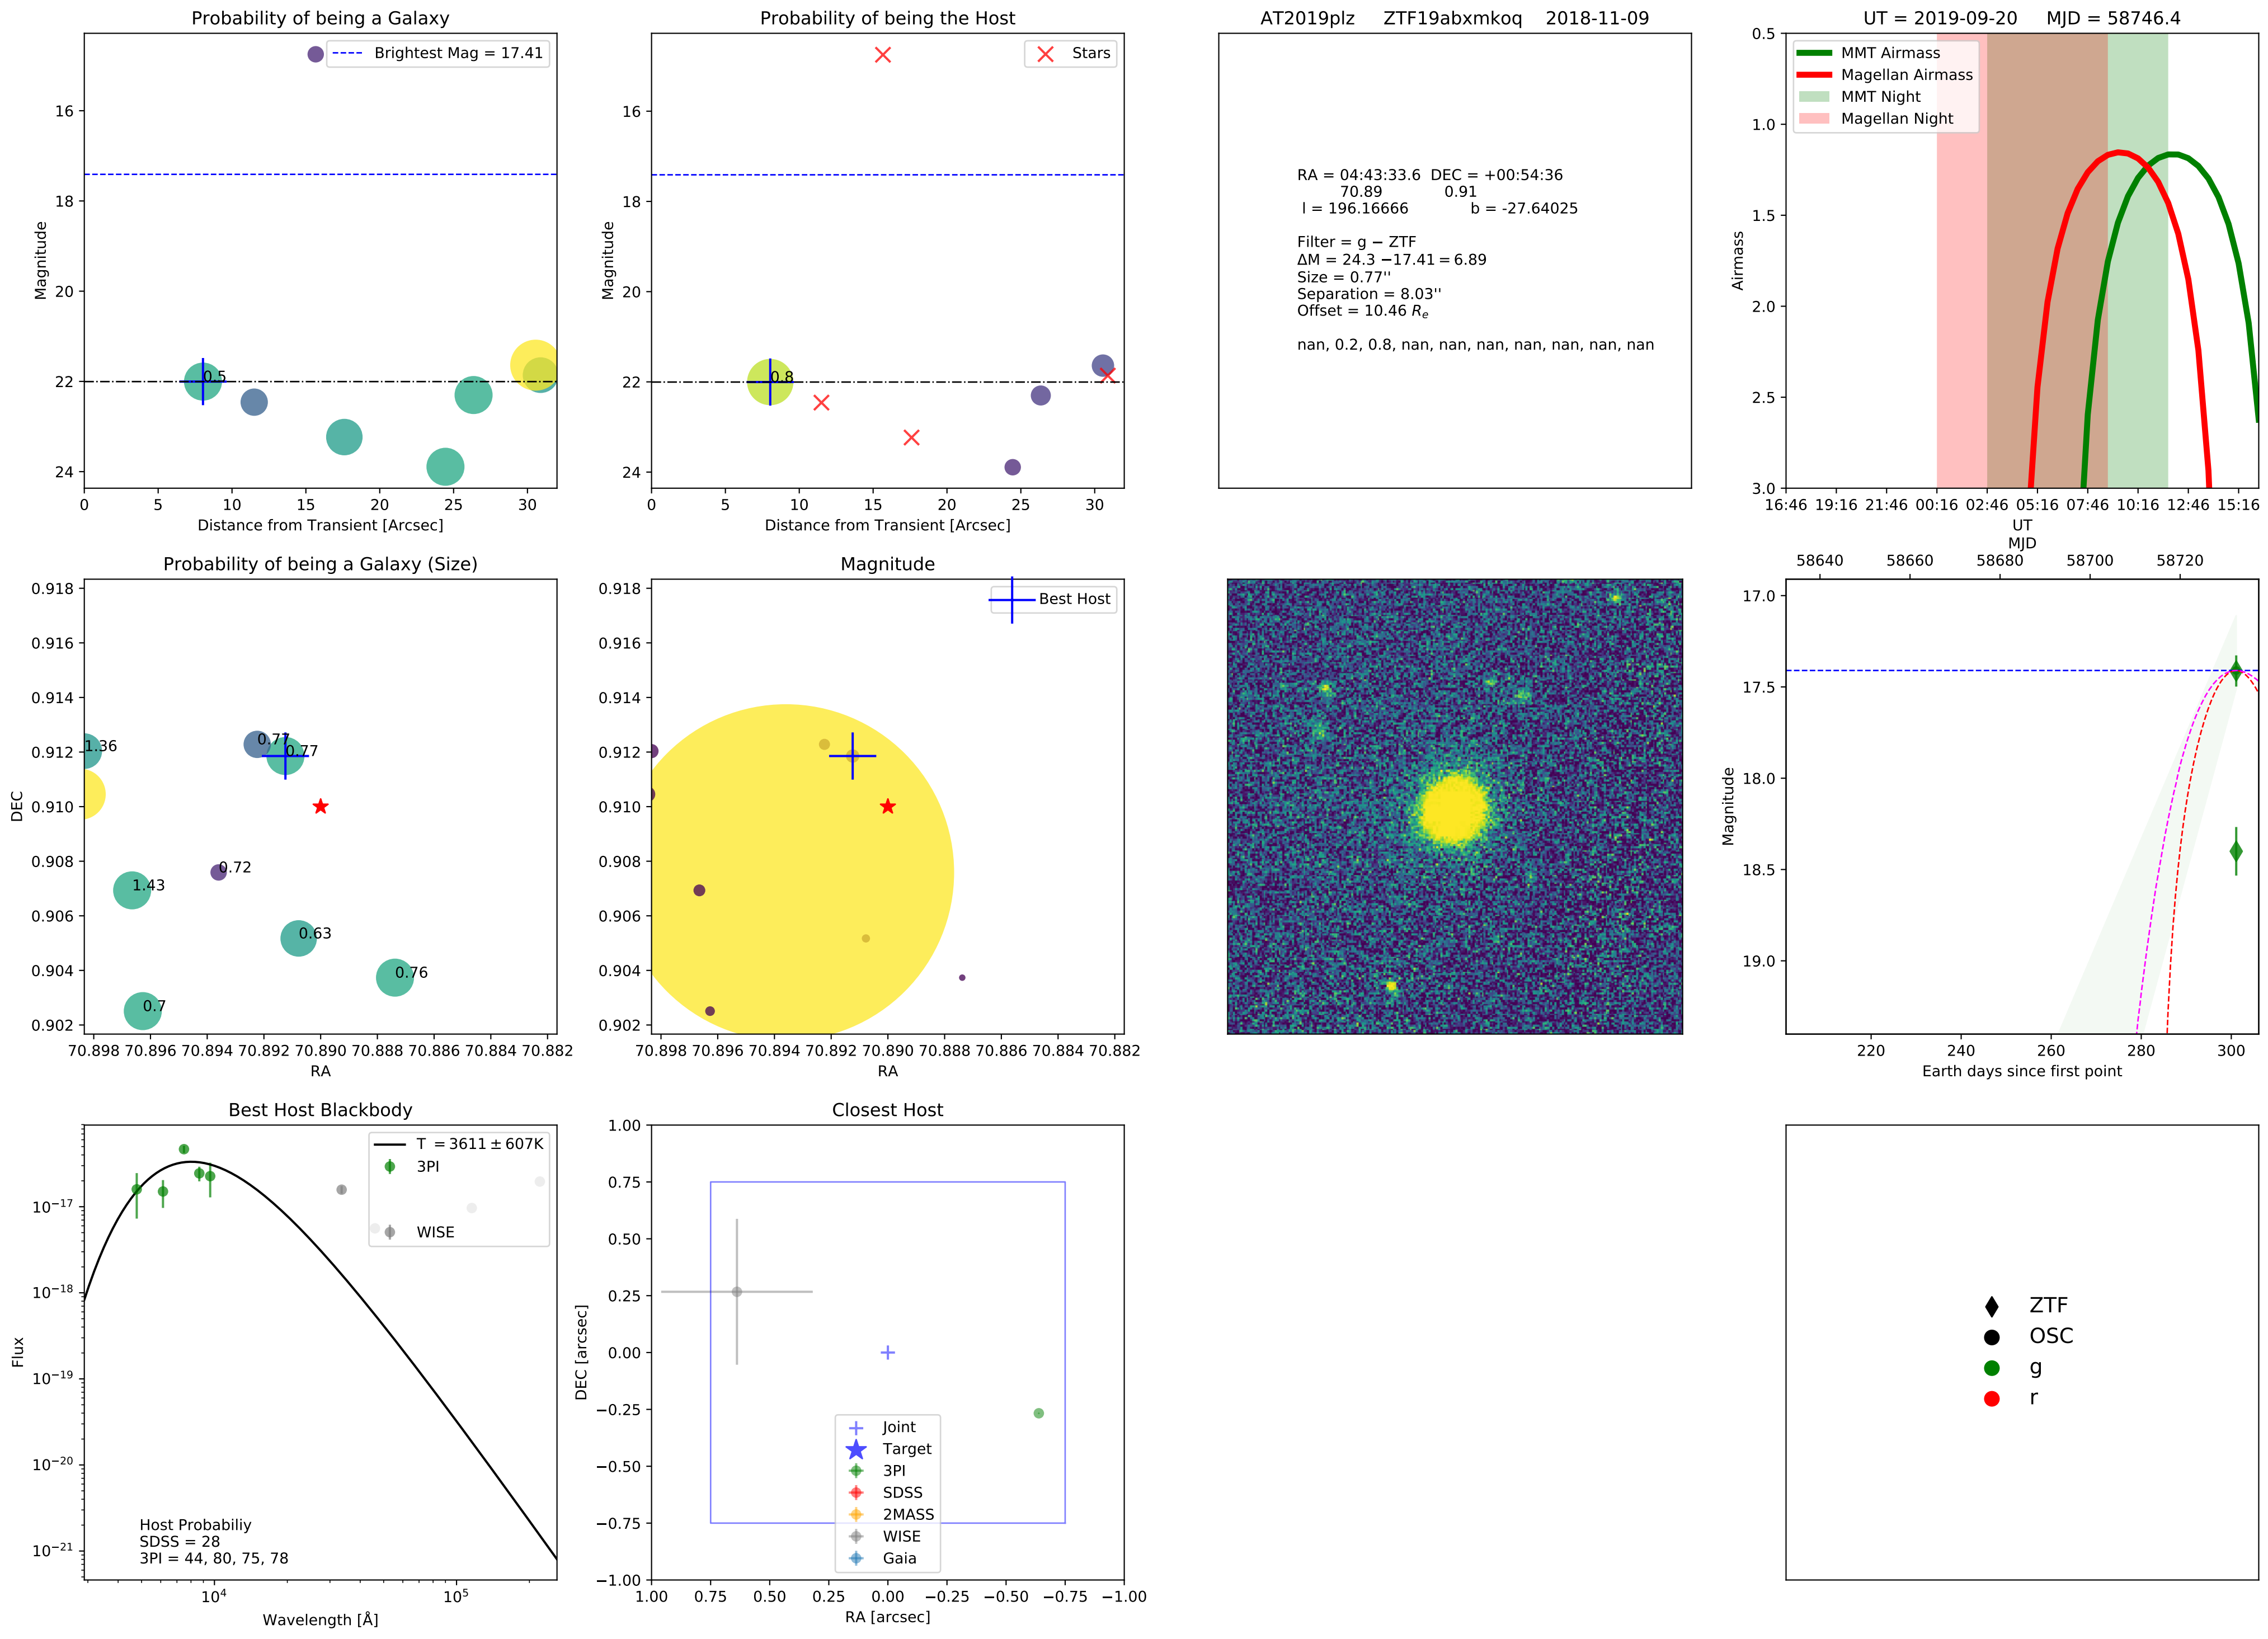 Probability of being a Galaxy
Brightest Mag = 17.41
0.5
16
18
20
22
24
Magnitude
0 5 10 15 20 25 30
Distance from Transient [Arcsec]
Probability of being the Host
Stars
0.8
16
18
20
22
24
Magnitude
0 5 10 15 20 25 30
Distance from Transient [Arcsec]
AT2019plz ZTF19abxmkoq 2018-11-09
RA = 04:43:33.6 DEC = +00:54:36
70.89 0.91
l = 196.16666 b = -27.64025
Filter = g − ZTF
ΔM = 24.3 −17.41 = 6.89
Size = 0.77''
Separation = 8.03''
Offset = 10.46 Re
nan, 0.2, 0.8, nan, nan, nan, nan, nan, nan, nan
UT = 2019-09-20 MJD = 58746.4
MMT Airmass
Magellan Airmass
MMT Night
Magellan Night
0.5
1.0
1.5
2.0
2.5
3.0
Airmass
16:46 19:16 21:46 00:16 02:46 05:16 07:46 10:16 12:46 15:16
UT
Probability of being a Galaxy (Size)
0.918
0.916
0.914
0.912
0.910
0.908
0.906
0.904
0.902
DEC
1.36
0.77
0.77
0.72
1.43
0.63
0.76
0.7
70.898 70.896 70.894 70.892 70.890 70.888 70.886 70.884 70.882
RA
Magnitude
Best Host
0.918
0.916
0.914
0.912
0.910
0.908
0.906
0.904
0.902
70.898 70.896 70.894 70.892 70.890 70.888 70.886 70.884 70.882
RA
MJD
58640 58660 58680 58700 58720
17.0
17.5
18.0
18.5
19.0
Magnitude
220 240 260 280 300
Earth days since first point
Best Host Blackbody
T = 3611 ± 607K
3PI
WISE
10−17
10−18
10−19
10−20
10−21
Flux
Host Probabiliy
SDSS = 28
3PI = 44, 80, 75, 78
104 105
Wavelength [Å]
Closest Host
1.00
0.75
0.50
0.25
0.00
−0.25
−0.50
−0.75
−1.00
DEC [arcsec]
Joint
Target
3PI
SDSS
2MASS
WISE
Gaia
1.00 0.75 0.50 0.25 0.00 −0.25 −0.50 −0.75 −1.00
RA [arcsec]
ZTF
OSC
g
r